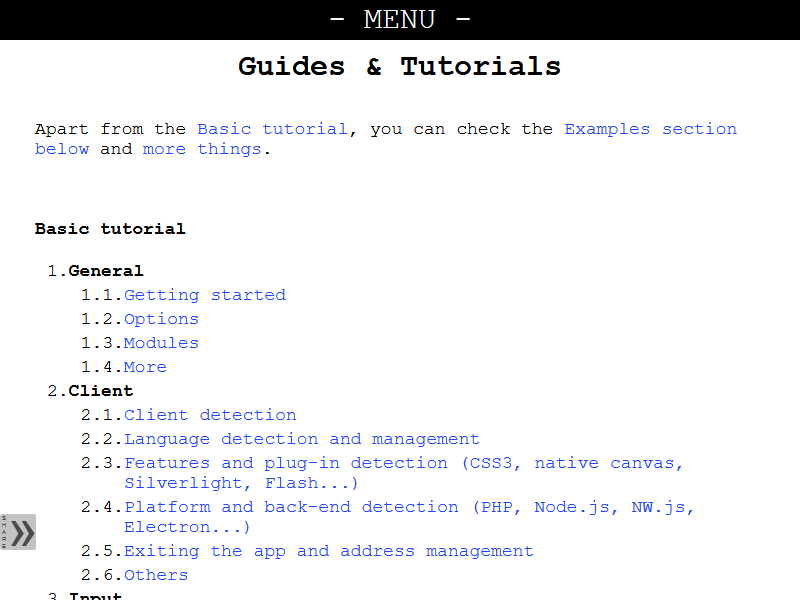 - MENU -
Guides & Tutorials
Apart from the Basic tutorial, you can check the Examples section
below and more things.
Basic tutorial
1.General
1.1.Getting started
1.2.Options
1.3.Modules
1.4.More
2.Client
2.1.Client detection
2.2.Language detection and management
2.3.Features and plug-in detection (CSS3, native canvas,
Silverlight, Flash...)
2.4.Platform and back-end detection (PHP, Node.js, NW.js,
Electron...)
2.5.Exiting the app and address management
2.6.Others
SHARE
3.Input